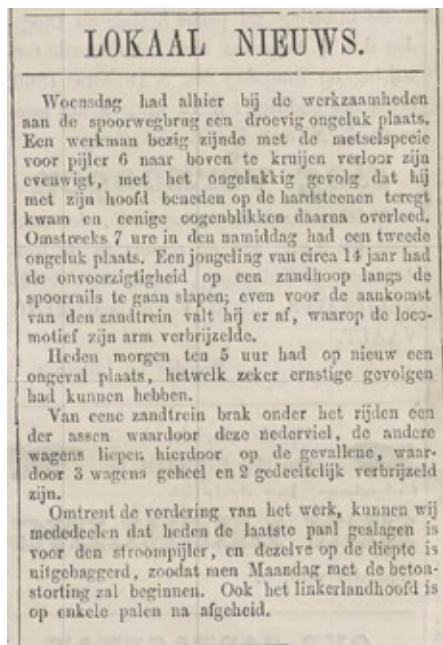 LOKAAL NIEUWS.
Woensdag had alhier bij de werkzaamheden
aan de spoorwegbrug een droevig ongeluk plaats.
Een werkman bezig zijnde met de metselspecie
voor pijler 6 naar boven te kruijen verloor zijn
evenwigt, met het ongelukkig gevolg dat hij
met zijn hoofd beneden op de hardsteenen teregt
kwam en eenige oogenblikken daarna overleed.
Omstreeks 7 ure in den namiddag had een tweede
ongeluk plaats. Een jongeling van circa 14 jaar had
de onvoorzigtigheid op een zandhoop langs de
spoorrails te gaan slapen; even voor de aankomst
van den zandtrein valt hij er af, waarop de loco-
motief zijn arm verbrijzelde.
Heden morgen ten 5 uur had op nieuw een
ongeval plaats, hetwelk zeker ernstige gevolgen
had kunnen hebben.
Van eene zandtrein brak onder het rijden een
der assen waardoor deze nederviel, de andere
wagens liepen hierdoor op de gevallene, waar-
door 3 wagens geheel en 2 gedeeltelijk verbrijzeld
zijn.
Omtrent de vordering van het werk, kunnen wij
mededeelen dat heden de laatste paal geslagen is
voor den stroompijler, en dezelve op de diepte is
uitgebaggerd, zoodat men Maandag met de beton-
storting zal beginnen. Ook het linkerlandhoofd is
op enkele palen na afgeheid.